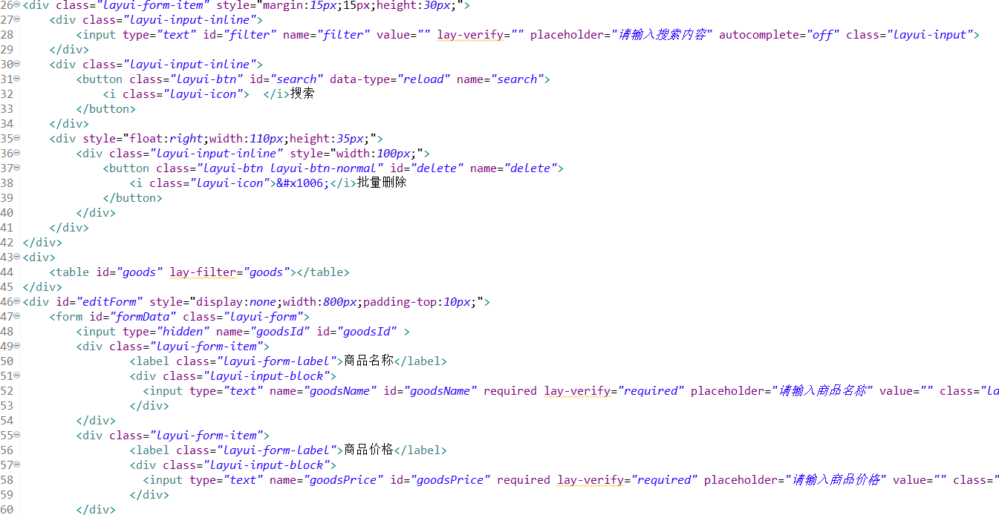 26 <div class="layui-form-item" style="margin:15px;15px;height:30px;">
27     <div class="layui-input-inline">
28         <input type="text" id="filter" name="filter" value="" lay-verify="" placeholder="请输入搜索内容" autocomplete="off" class="layui-input">
29     </div>
30     <div class="layui-input-inline">
31         <button class="layui-btn" id="search" data-type="reload" name="search">
32             <i class="layui-icon">  </i>搜索
33         </button>
34     </div>
35     <div style="float:right;width:110px;height:35px;">
36         <div class="layui-input-inline" style="width:100px;">
37             <button class="layui-btn layui-btn-normal" id="delete" name="delete">
38                 <i class="layui-icon">&#x1006;</i>批量删除
39             </button>
40         </div>
41     </div>
42 </div>
43 <div>
44     <table id="goods" lay-filter="goods"></table>
45 </div>
46 <div id="editForm" style="display:none;width:800px;padding-top:10px;">
47     <form id="formData" class="layui-form">
48         <input type="hidden" name="goodsId" id="goodsId" >
49         <div class="layui-form-item">
50                 <label class="layui-form-label">商品名称</label>
51                 <div class="layui-input-block">
52                   <input type="text" name="goodsName" id="goodsName" required lay-verify="required" placeholder="请输入商品名称" value="" class="la
53                 </div>
54         </div>
55         <div class="layui-form-item">
56                 <label class="layui-form-label">商品价格</label>
57                 <div class="layui-input-block">
58                   <input type="text" name="goodsPrice" id="goodsPrice" required lay-verify="required" placeholder="请输入商品价格" value="" class="
59                 </div>
60         </div>